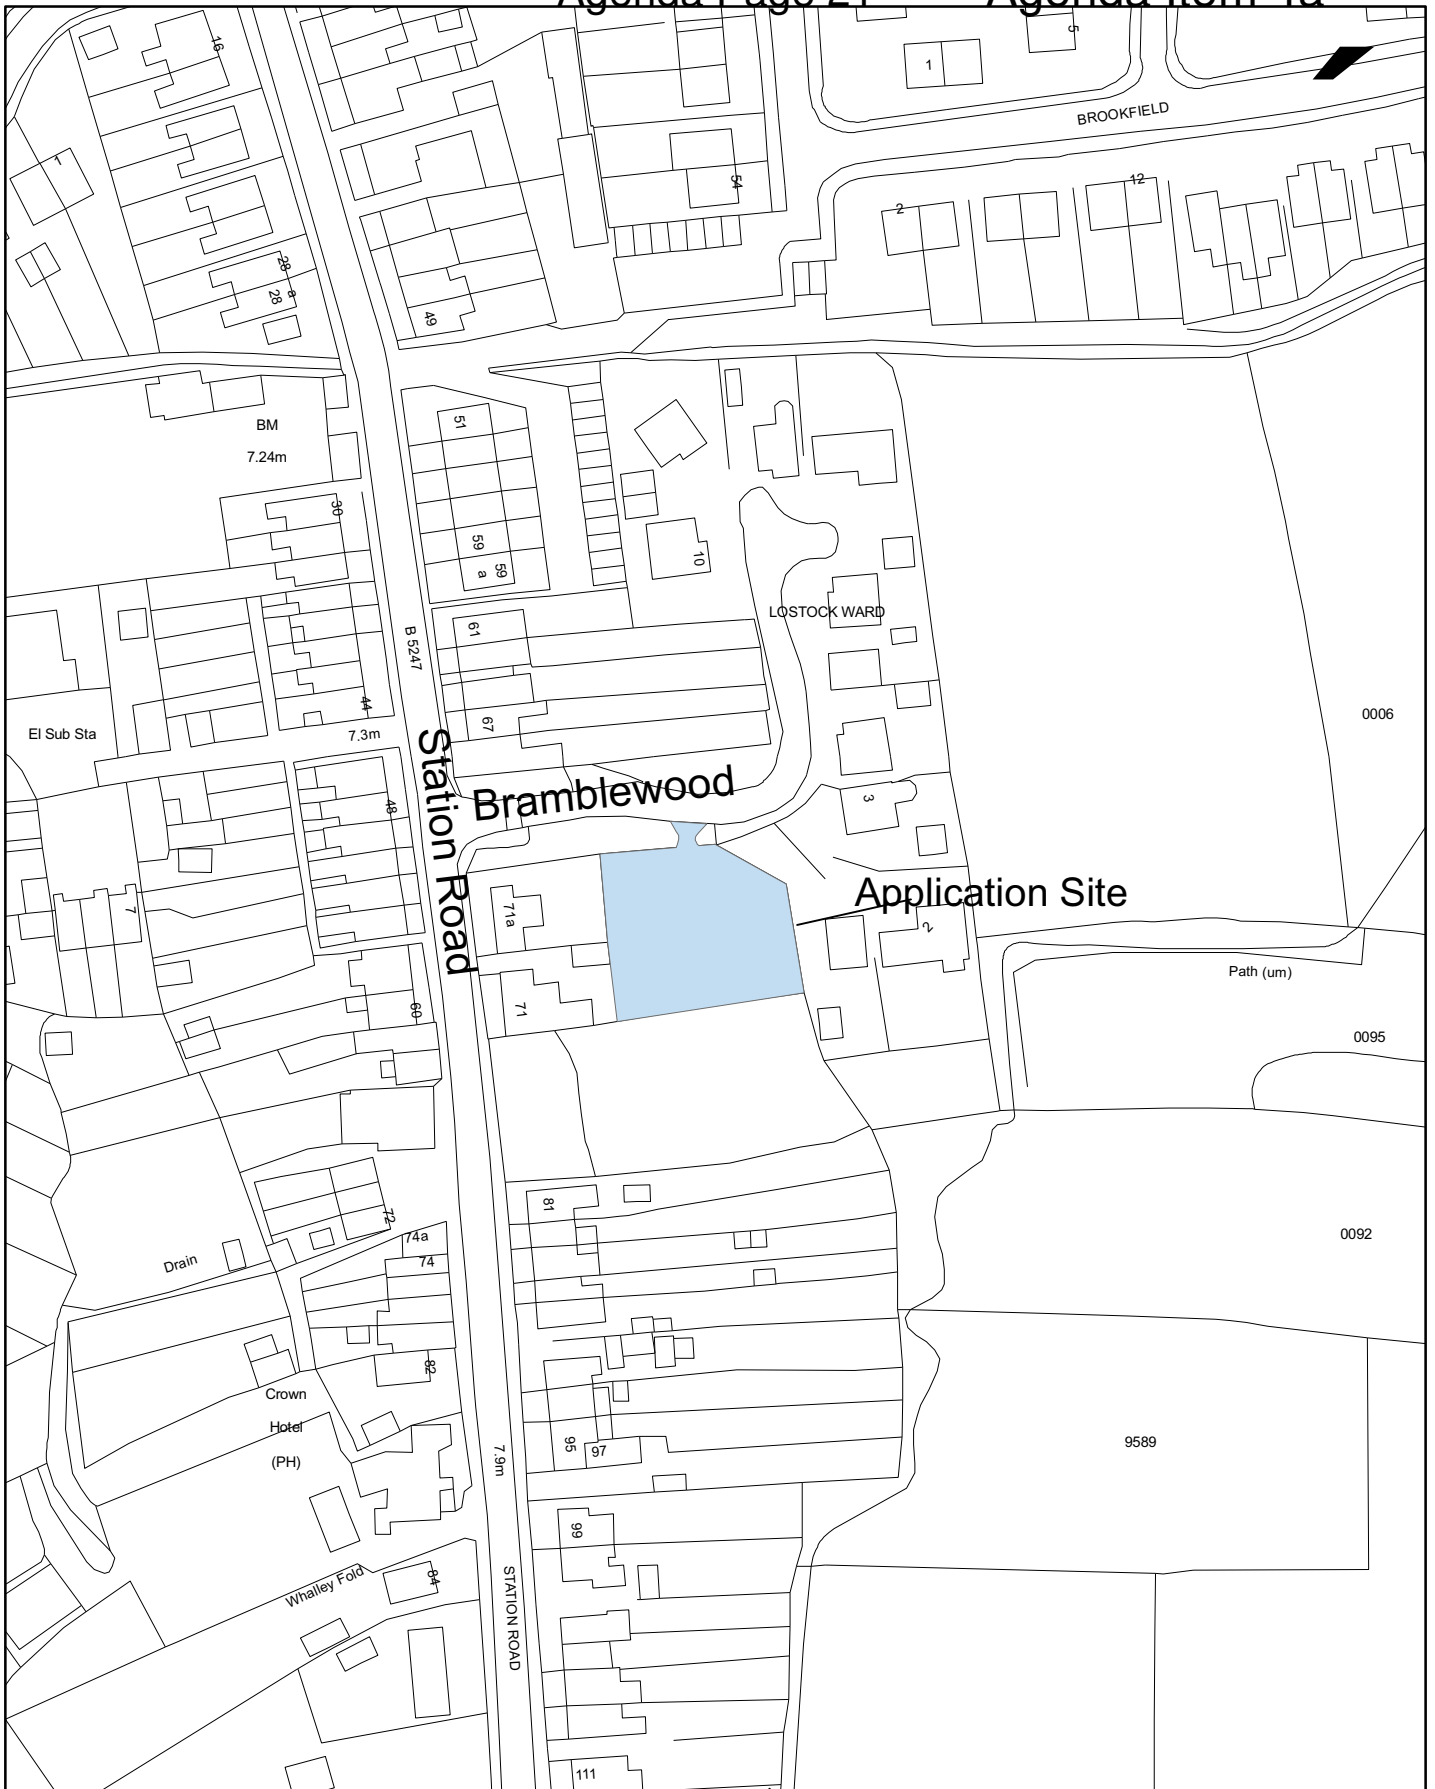 Agenda Page 21 Agenda Item 4a
16
5
1
BROOKFIELD
1
54
12
2
28
a
28
49
51
BM
7.24m
30
59
59
a
10
LOSTOCK WARD
61
B 5247
44
67
0006
El Sub Sta
7.3m
Station Road
Bramblewood
48
3
Application Site
7
71a
2
Path (um)
71
60
0095
81
72
74a
74
Drain
0092
82
Crown
Hotel
(PH)
95
97
7.9m
9589
99
Whalley Fold
84
STATION ROAD
111